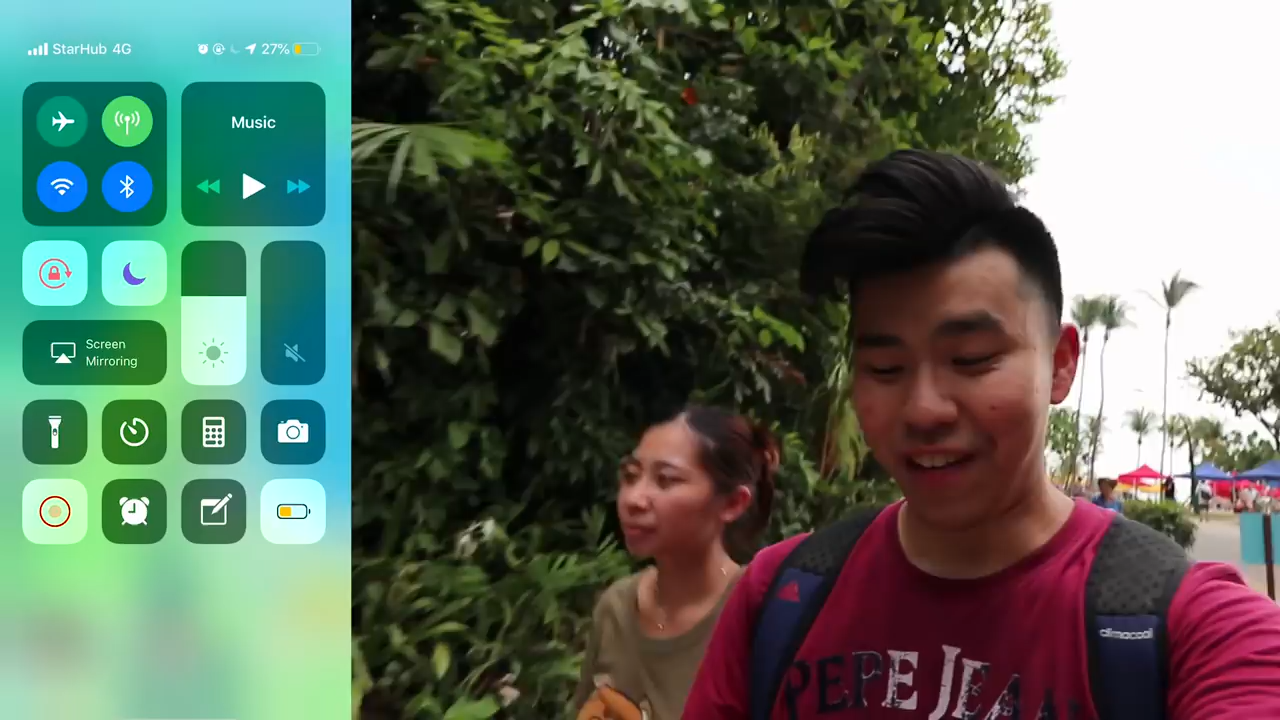 StarHub 4G
27%
Music
Screen
Mirroring
climacool
PEPE JEA